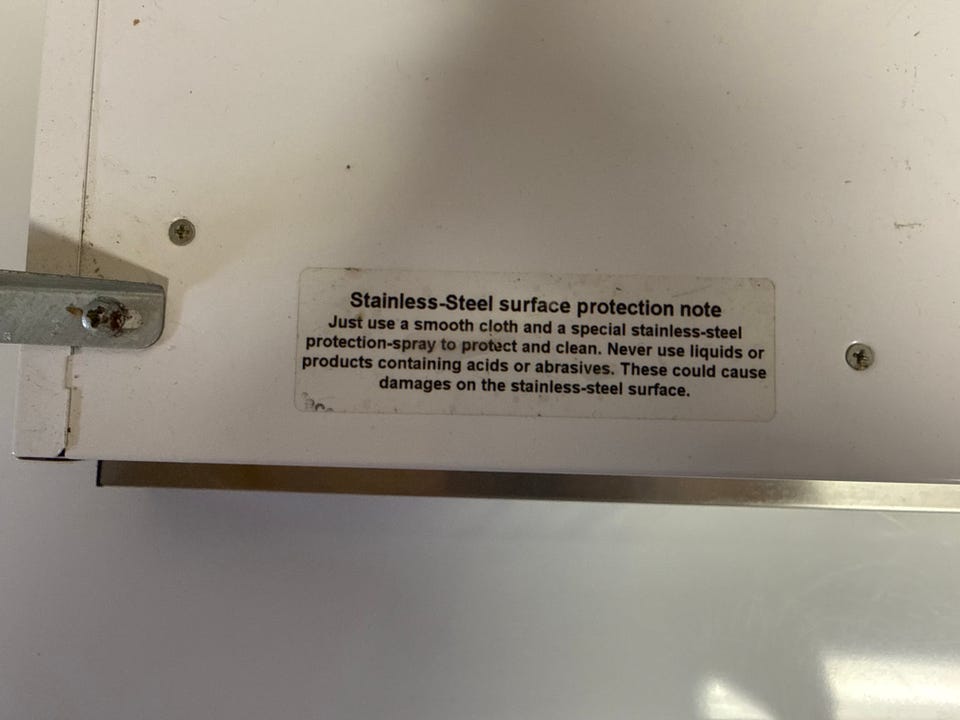 Stainless-Steel surface protection note
Just use a smooth cloth and a special stainless-steel
protection-spray to protect and clean. Never use liquids or
products containing acids or abrasives. These could cause
damages on the stainless-steel surface.